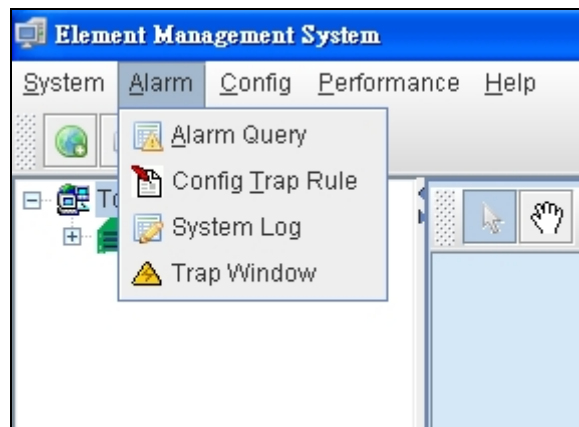 Element Management System
System Alarm Config Performance Help
Alarm Query
Config Trap Rule
System Log
Trap Window